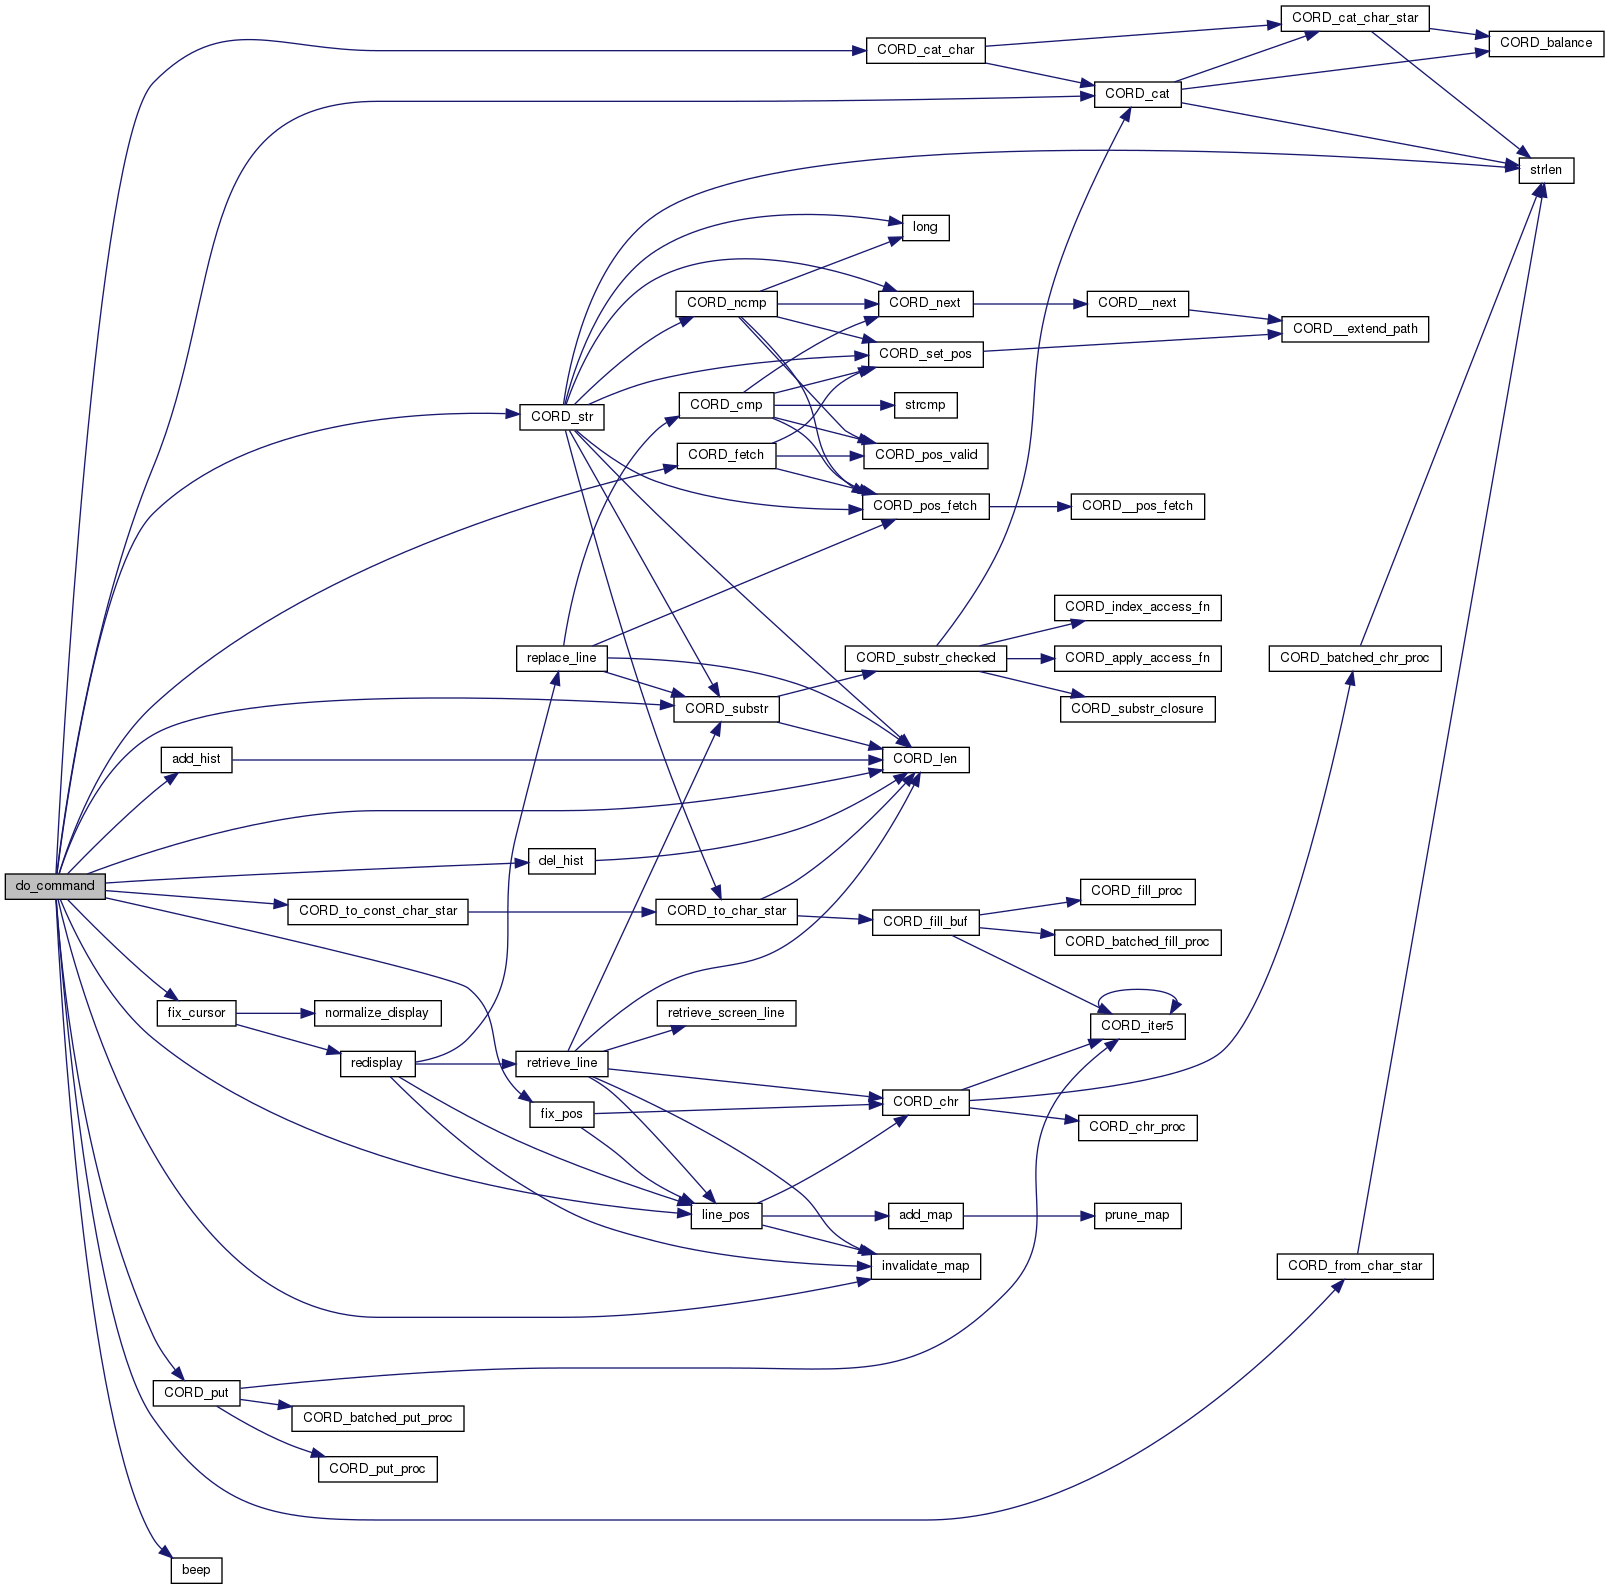 CORD_cat_char_star
CORD_balance
CORD_cat_char
CORD_cat
strlen
long
CORD_ncmp
CORD_next
CORD__next
CORD__extend_path
CORD_set_pos
CORD_str
CORD_cmp
strcmp
CORD_fetch
CORD_pos_valid
CORD_pos_fetch
CORD__pos_fetch
CORD_index_access_fn
replace_line
CORD_substr_checked
CORD_apply_access_fn
CORD_batched_chr_proc
CORD_substr
CORD_substr_closure
add_hist
CORD_len
del_hist
do_command
CORD_fill_proc
CORD_to_const_char_star
CORD_to_char_star
CORD_fill_buf
CORD_batched_fill_proc
fix_cursor
normalize_display
retrieve_screen_line
CORD_iter5
redisplay
retrieve_line
fix_pos
CORD_chr
CORD_chr_proc
line_pos
add_map
prune_map
invalidate_map
CORD_from_char_star
CORD_put
CORD_batched_put_proc
CORD_put_proc
beep